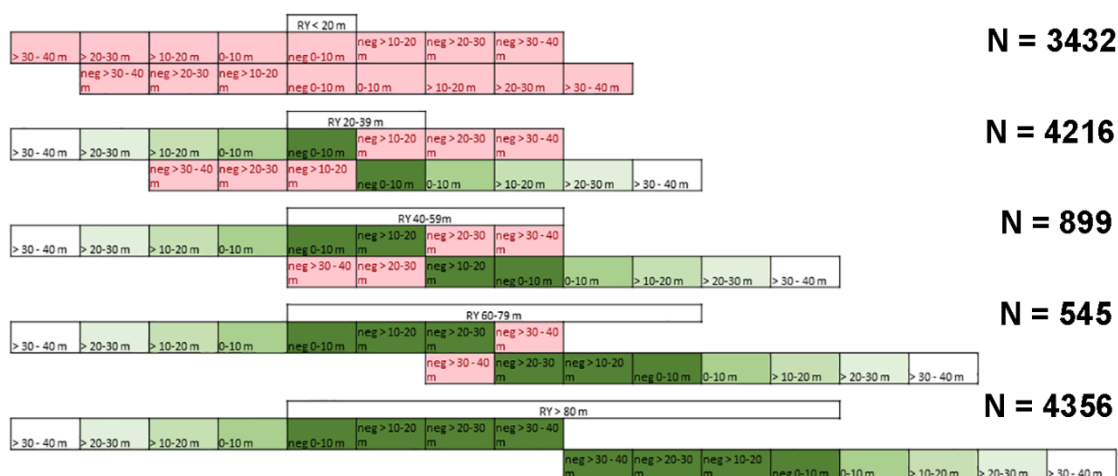 RY < 20 m
> 30 - 40 m > 20-30 m > 10-20 m 0-10 m neg 0-10 m neg > 10-20 m neg > 20-30 m neg > 30 - 40 m
N = 3432
neg > 30 - 40 m neg > 20-30 m neg > 10-20 m neg 0-10 m 0-10 m > 10-20 m > 20-30 m > 30 - 40 m
RY 20-39 m
> 30 - 40 m > 20-30 m > 10-20 m 0-10 m neg 0-10 m neg > 10-20 m neg > 20-30 m neg > 30 - 40 m
N = 4216
neg > 30 - 40 m neg > 20-30 m neg > 10-20 m neg 0-10 m 0-10 m > 10-20 m > 20-30 m > 30 - 40 m
RY 40-59m
N = 899
> 30 - 40 m > 20-30 m > 10-20 m 0-10 m neg 0-10 m neg > 10-20 m neg > 20-30 m neg > 30 - 40 m
neg > 30 - 40 m neg > 20-30 m neg > 10-20 m neg 0-10 m 0-10 m > 10-20 m > 20-30 m > 30 - 40 m
RY 60-79 m
N = 545
> 30 - 40 m > 20-30 m > 10-20 m 0-10 m neg 0-10 m neg > 10-20 m neg > 20-30 m neg > 30 - 40 m
neg > 30 - 40 m neg > 20-30 m neg > 10-20 m neg 0-10 m 0-10 m > 10-20 m > 20-30 m > 30 - 40 m
RY > 80 m
N = 4356
> 30 - 40 m > 20-30 m > 10-20 m 0-10 m neg 0-10 m neg > 10-20 m neg > 20-30 m neg > 30 - 40 m
neg > 30 - 40 m neg > 20-30 m neg > 10-20 m neg 0-10 m 0-10 m > 10-20 m > 20-30 m > 30 - 40 m